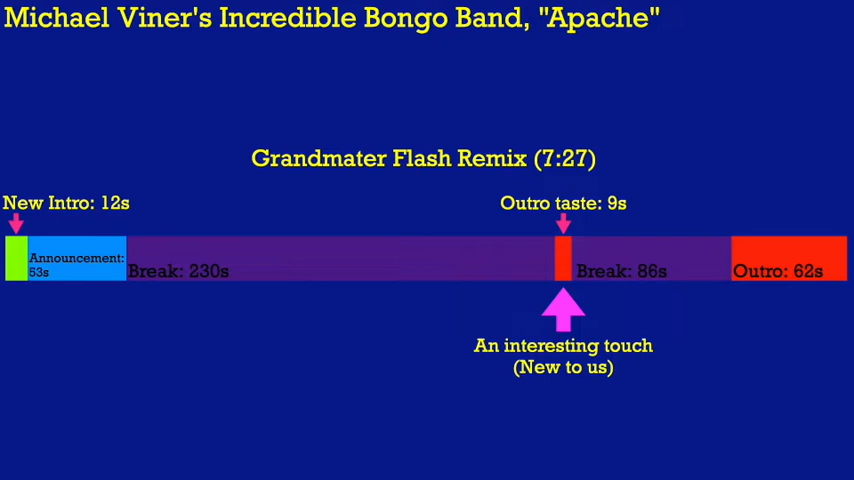 Michael Viner's Incredible Bongo Band, "Apache"
Grandmater Flash Remix (7:27)
New Intro: 12s
Outro taste: 9s
Announcement:
53s
Break: 230s
Break: 86s
Outro: 62s
An interesting touch
(New to us)